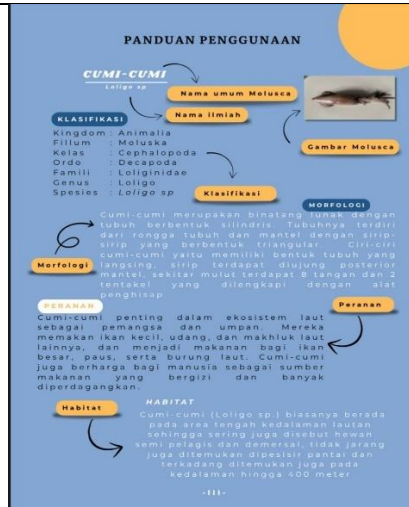 PANDUAN PENGGUNAAN
CUMI-CUMI
Loligo sp
Nama umum Molusca
Nama ilmiah
KLASIFIKASI
Kingdom : Animalia
Fillum : Moluska
Kelas : Cephalopoda
Ordo : Decapoda
Famili : Loliginidae
Genus : Loligo
Spesies : Loligo sp
Gambar Molusca
Klasifikasi
MORFOLOGI
Cumi-cumi merupakan binatang lunak dengan
tubuh berbentuk silindris. Tubuhnya terdiri
dari rongga tubuh dan mantel dengan sirip-
sirip yang berbentuk triangular. Ciri-ciri
cumi-cumi yaitu memiliki bentuk tubuh yang
langsing, sirip terdapat diujung posterior
mantel, sekitar mulut terdapat 8 tangan dan 2
tentakel yang dilengkapi dengan alat
penghisap
Morfologi
PERANAN
Peranan
Cumi-cumi penting dalam ekosistem laut
sebagai pemangsa dan umpan. Mereka
memakan ikan kecil, udang, dan makhluk laut
lainnya, dan menjadi makanan bagi ikan
besar, paus, serta burung laut. Cumi-cumi
juga berharga bagi manusia sebagai sumber
makanan yang bergizi dan banyak
diperdagangkan.
Habitat
HABITAT
Cumi-cumi (Loligo sp.) biasanya berada
pada area tengah kedalaman lautan
sehingga sering juga disebut hewan
semi pelagis dan demersal, tidak jarang
juga ditemukan dipesisir pantai dan
terkadang ditemukan juga pada
kedalaman hingga 400 meter
-III-